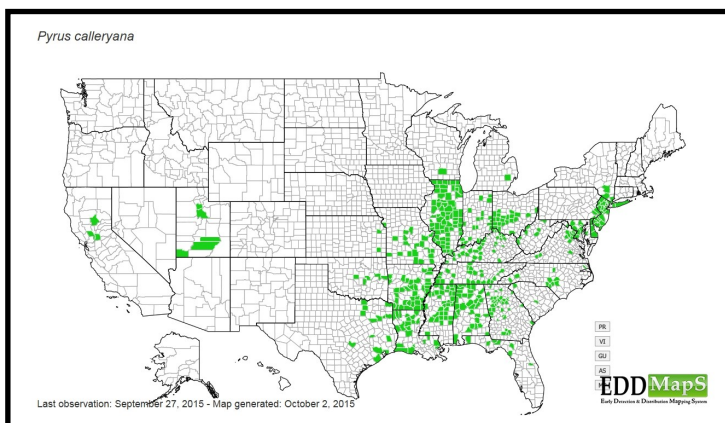 Pyrus calleryana
PR
VI
GU
AS
EDDMapS
Early Detection & Distribution Mapping System
Last observation: September 27, 2015 - Map generated: October 2, 2015